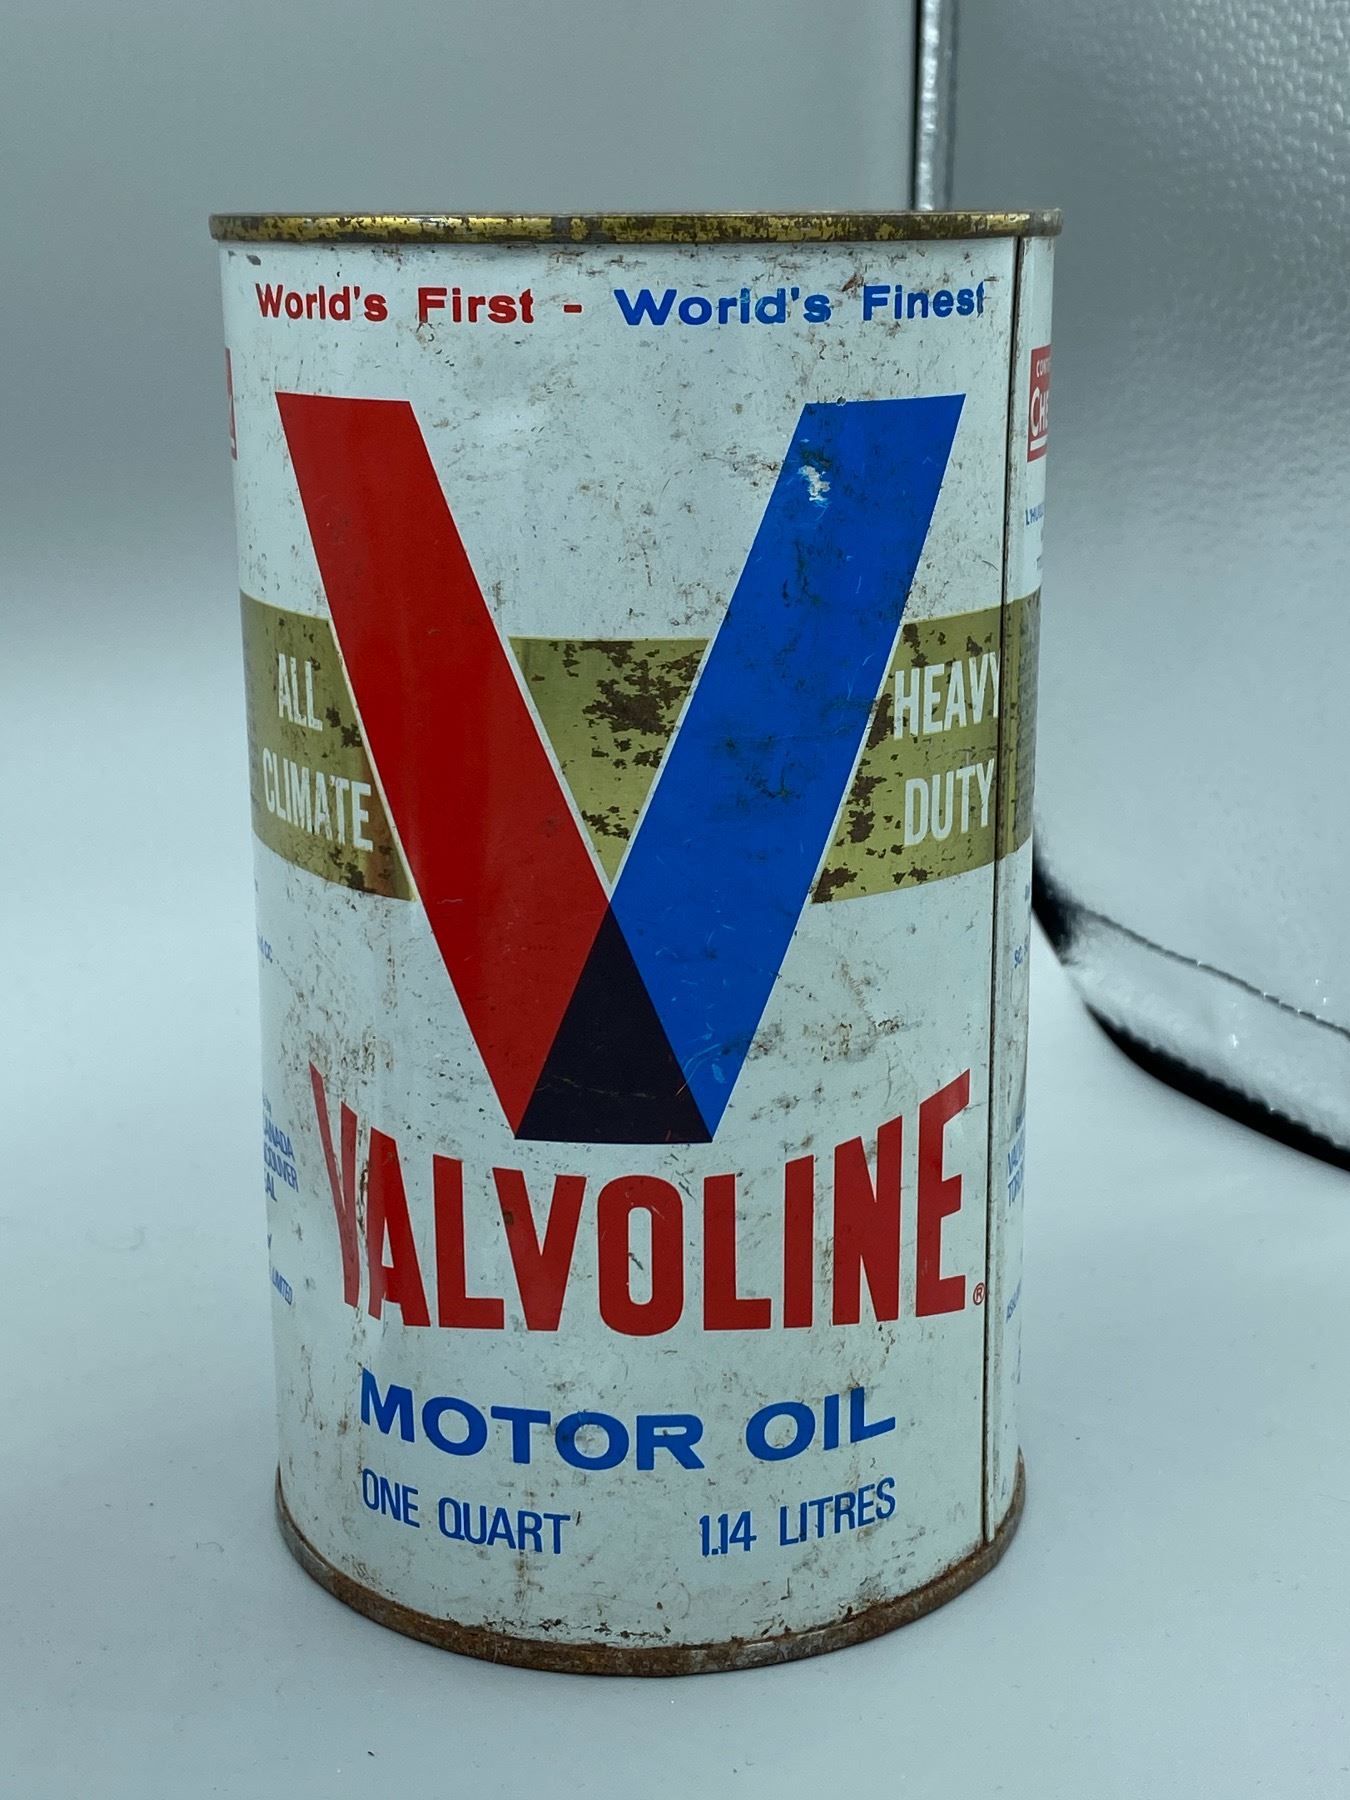 World's First - World's Finest
ALL
CLIMATE
HEAVY
DUTY
VALVOLINE®
MOTOR OIL
ONE QUART 1.14 LITRES